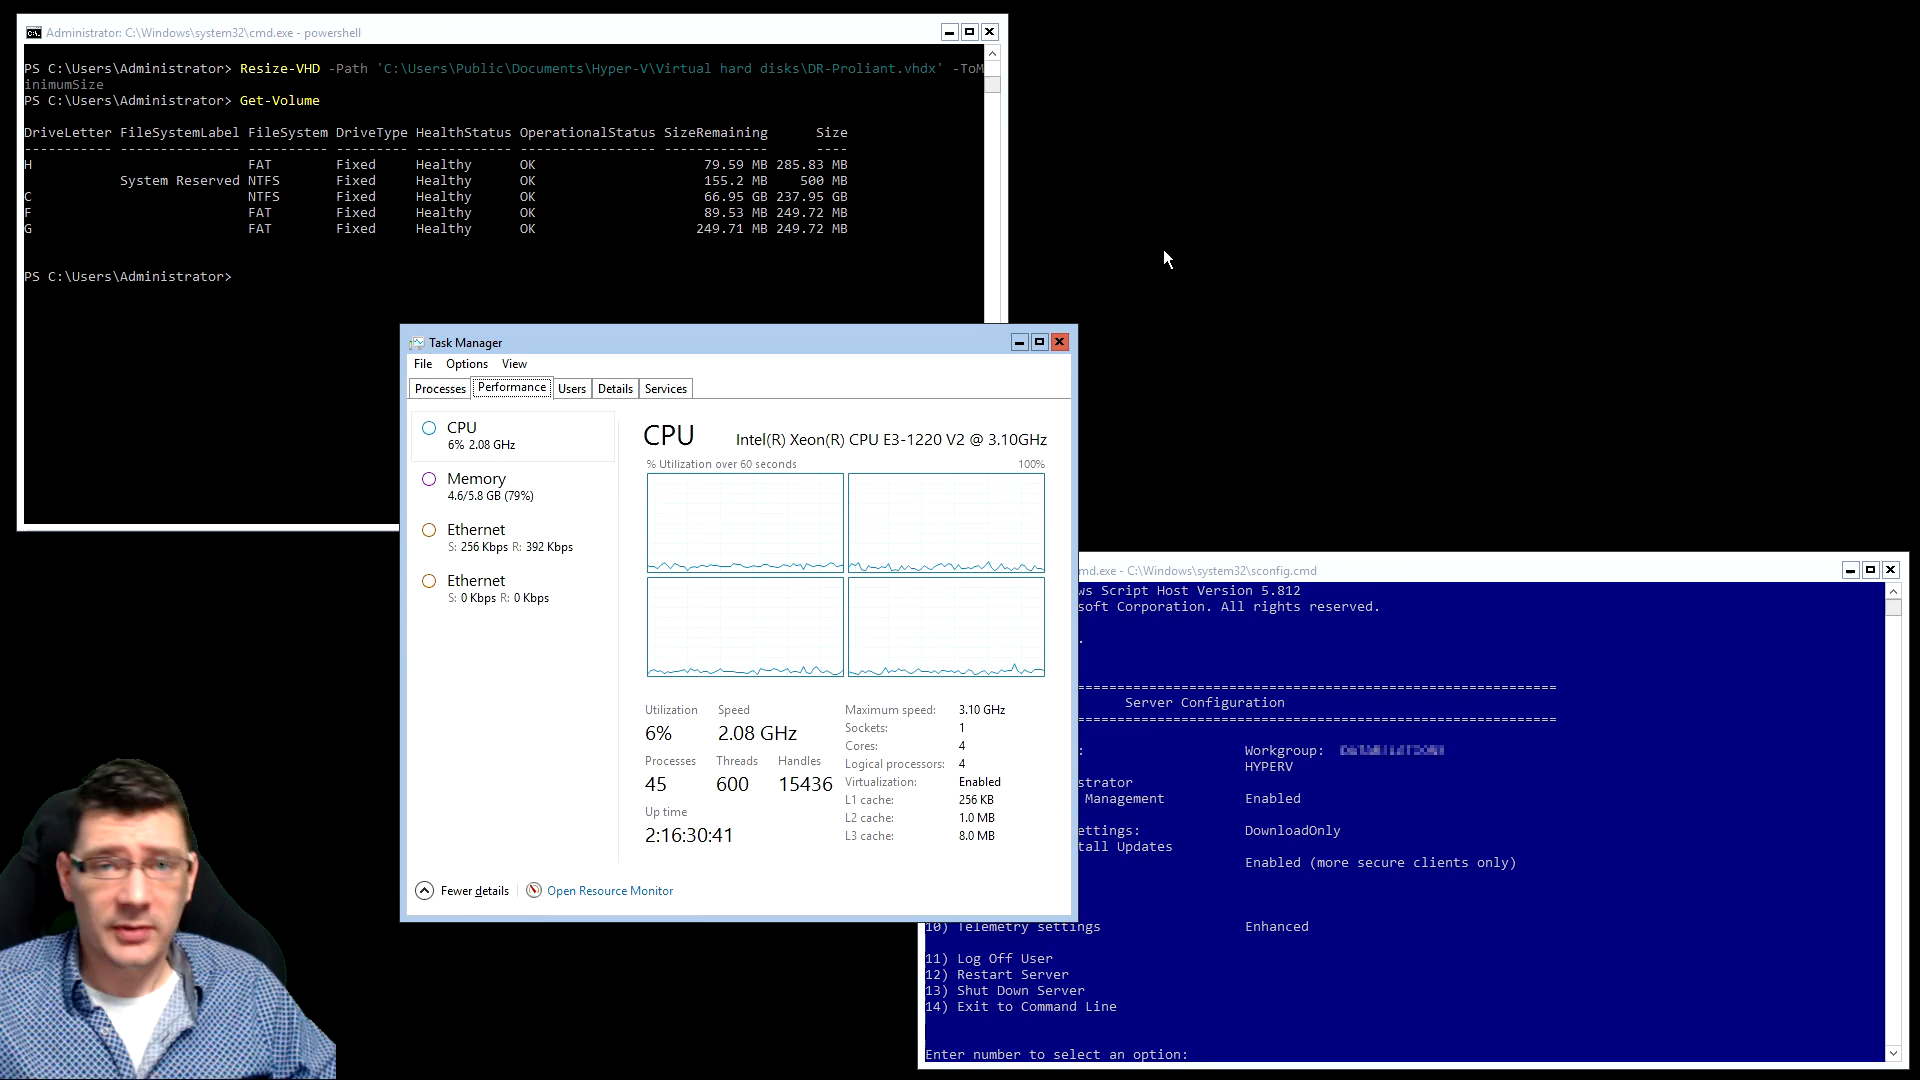 Administrator: C:\Windows\system32\cmd.exe - powershell
PS C:\Users\Administrator> Resize-VHD -Path 'C:\Users\Public\Documents\Hyper-V\Virtual hard disks\DR-Proliant.vhdx' -ToM
inimumSize
PS C:\Users\Administrator> Get-Volume
DriveLetter FileSystemLabel FileSystem DriveType HealthStatus OperationalStatus SizeRemaining Size
----------- --------------- ---------- --------- ------------ ----------------- ------------- ----
H FAT Fixed Healthy OK 79.59 MB 285.83 MB
System Reserved NTFS Fixed Healthy OK 155.2 MB 500 MB
C NTFS Fixed Healthy OK 66.95 GB 237.95 GB
F FAT Fixed Healthy OK 89.53 MB 249.72 MB
G FAT Fixed Healthy OK 249.71 MB 249.72 MB
PS C:\Users\Administrator>
Task Manager
File Options View
Processes Performance Users Details Services
CPU
6% 2.08 GHz
Memory
4.6/5.8 GB (79%)
Ethernet
S: 256 Kbps R: 392 Kbps
Ethernet
S: 0 Kbps R: 0 Kbps
CPU Intel(R) Xeon(R) CPU E3-1220 V2 @ 3.10GHz
% Utilization over 60 seconds 100%
Utilization Speed
6% 2.08 GHz
Processes Threads Handles
45 600 15436
Up time
2:16:30:41
Maximum speed: 3.10 GHz
Sockets: 1
Cores: 4
Logical processors: 4
Virtualization: Enabled
L1 cache: 256 KB
L2 cache: 1.0 MB
L3 cache: 8.0 MB
Fewer details Open Resource Monitor
md.exe - C:\Windows\system32\sconfig.cmd
ws Script Host Version 5.812
soft Corporation. All rights reserved.
.
===========================================================
Server Configuration
===========================================================
: Workgroup:
HYPERV
strator
Management Enabled
ettings: DownloadOnly
tall Updates
Enabled (more secure clients only)
10) Telemetry settings Enhanced
11) Log Off User
12) Restart Server
13) Shut Down Server
14) Exit to Command Line
Enter number to select an option: